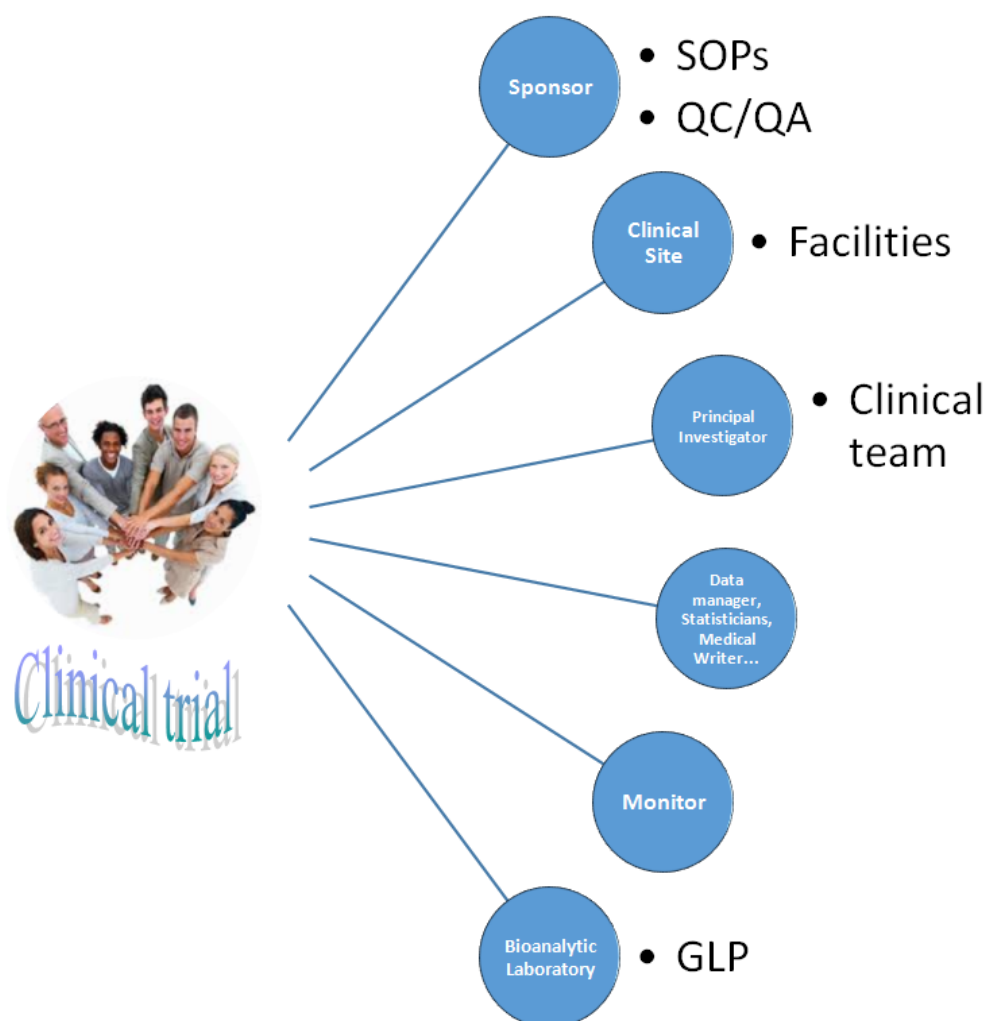 Sponsor
• SOPs
• QC/QA
Clinical
Site
• Facilities
Principal
Investigator
• Clinical
team
Data
manager,
Statisticians,
Medical
Writer...
Clinical trial
Monitor
Bioanalytic
Laboratory
• GLP